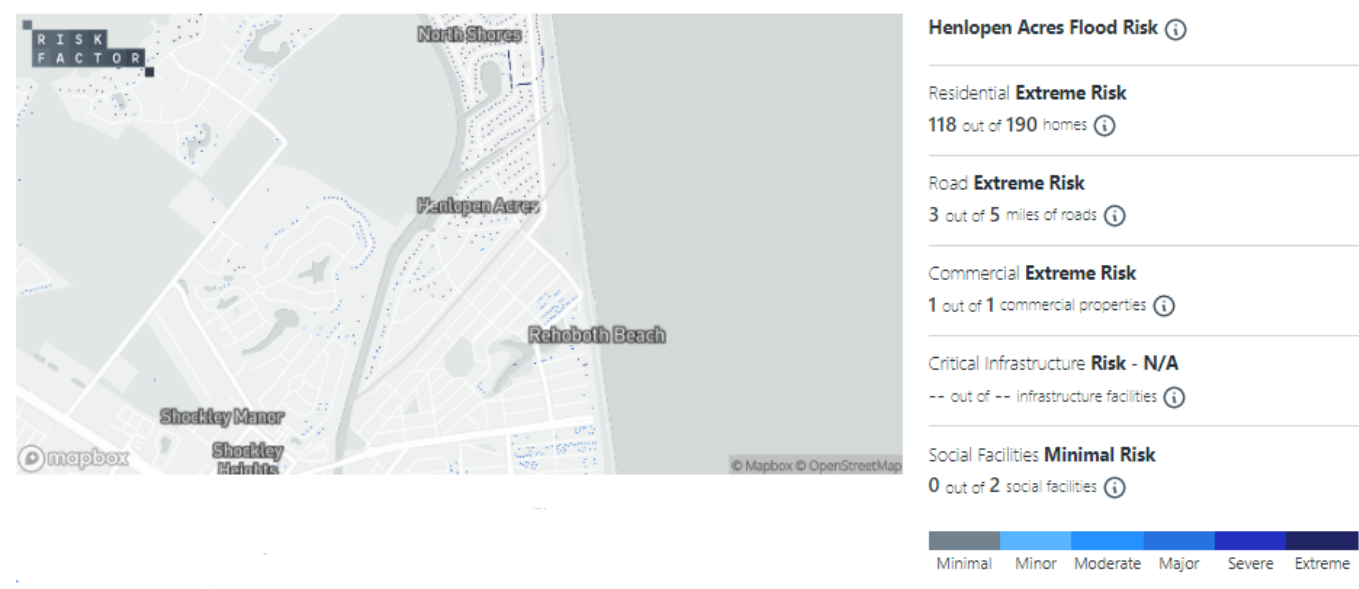 RISK
FACTOR
North Shores
Henlopen Acres
Rehoboth Beach
Shockley Manor
Shockley
Heights
mapbox
© Mapbox © OpenStreetMap
Henlopen Acres Flood Risk
Residential Extreme Risk
118 out of 190 homes
Road Extreme Risk
3 out of 5 miles of roads
Commercial Extreme Risk
1 out of 1 commercial properties
Critical Infrastructure Risk - N/A
-- out of -- infrastructure facilities
Social Facilities Minimal Risk
0 out of 2 social facilities
Minimal Minor Moderate Major Severe Extreme